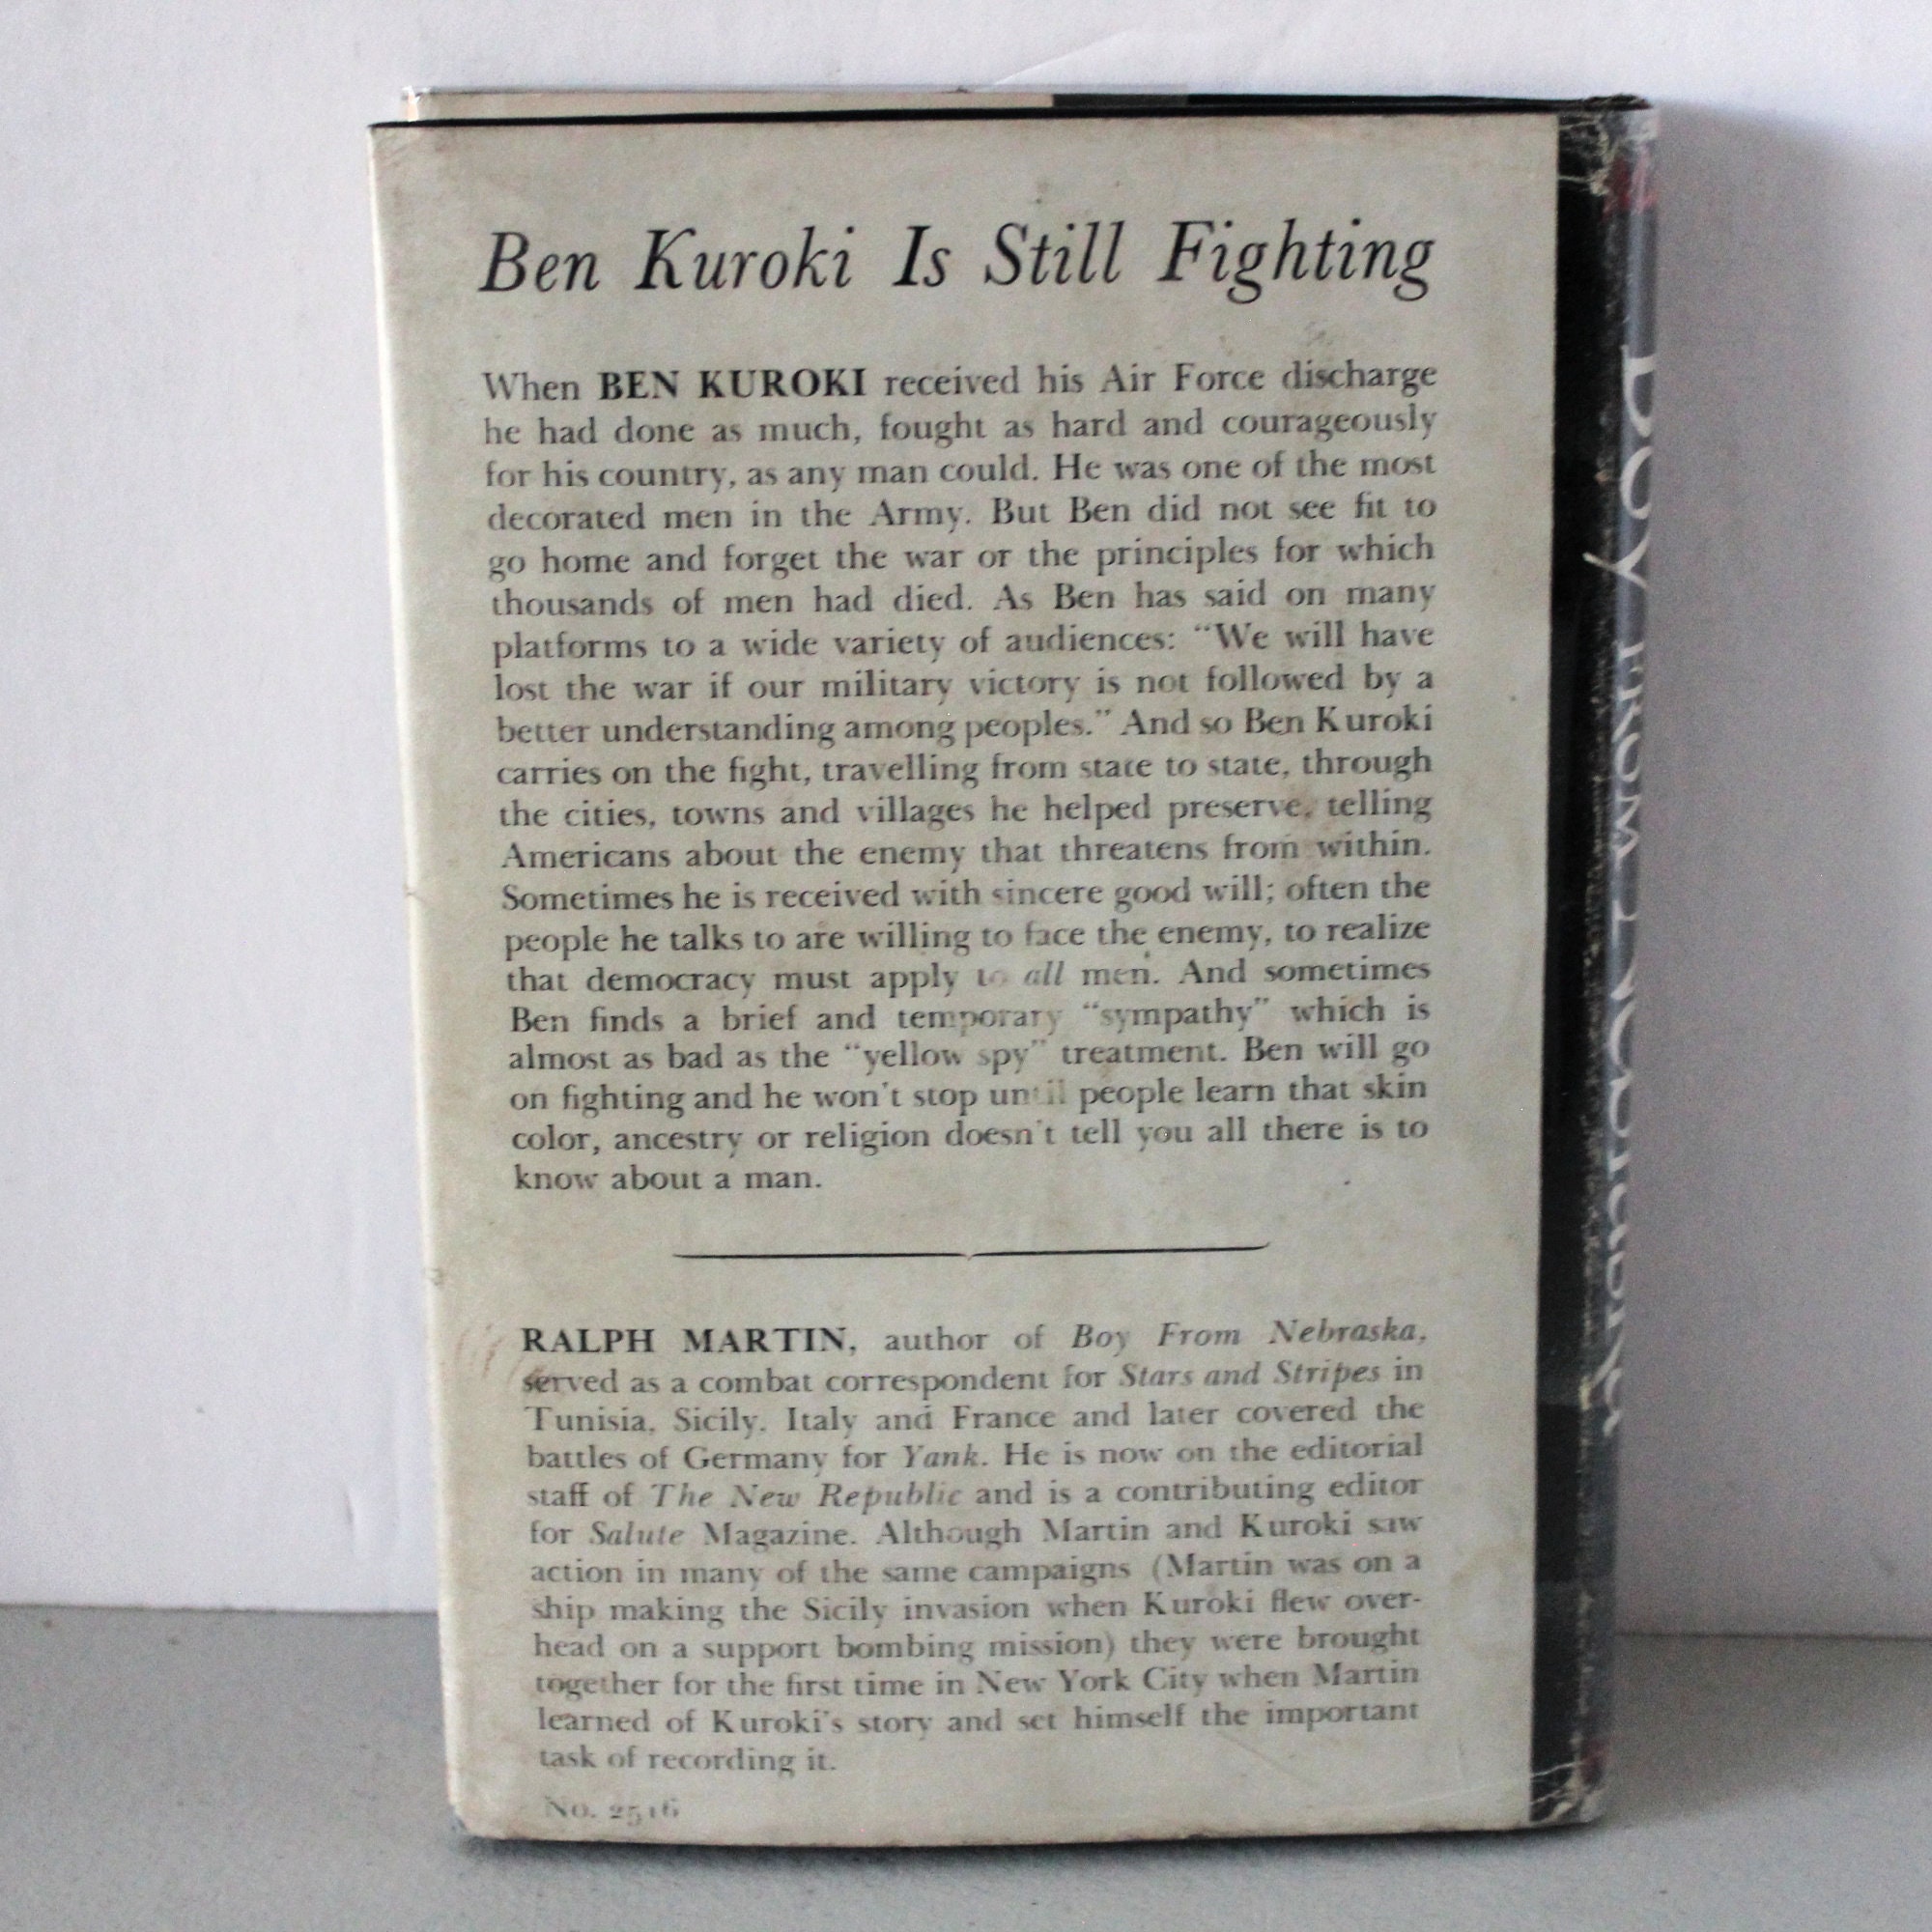 Ben Kuroki Is Still Fighting
When BEN KUROKI received his Air Force discharge
he had done as much, fought as hard and courageously
for his country, as any man could. He was one of the most
decorated men in the Army. But Ben did not see fit to
go home and forget the war or the principles for which
thousands of men had died. As Ben has said on many
platforms to a wide variety of audiences: "We will have
lost the war if our military victory is not followed by a
better understanding among peoples." And so Ben Kuroki
carries on the fight, travelling from state to state, through
the cities, towns and villages he helped preserve, telling
Americans about the enemy that threatens from within.
Sometimes he is received with sincere good will; often the
people he talks to are willing to face the enemy, to realize
that democracy must apply to all men. And sometimes
Ben finds a brief and temporary "sympathy" which is
almost as bad as the "yellow spy" treatment. Ben will go
on fighting and he won't stop until people learn that skin
color, ancestry or religion doesn't tell you all there is to
know about a man.
RALPH MARTIN, author of Boy From Nebraska,
served as a combat correspondent for Stars and Stripes in
Tunisia, Sicily, Italy and France and later covered the
battles of Germany for Yank. He is now on the editorial
staff of The New Republic and is a contributing editor
for Salute Magazine. Although Martin and Kuroki saw
action in many of the same campaigns (Martin was on a
ship making the Sicily invasion when Kuroki flew over-
head on a support bombing mission) they were brought
together for the first time in New York City when Martin
learned of Kuroki's story and set himself the important
task of recording it.
No. 2516
BOY FROM NEBRASKA